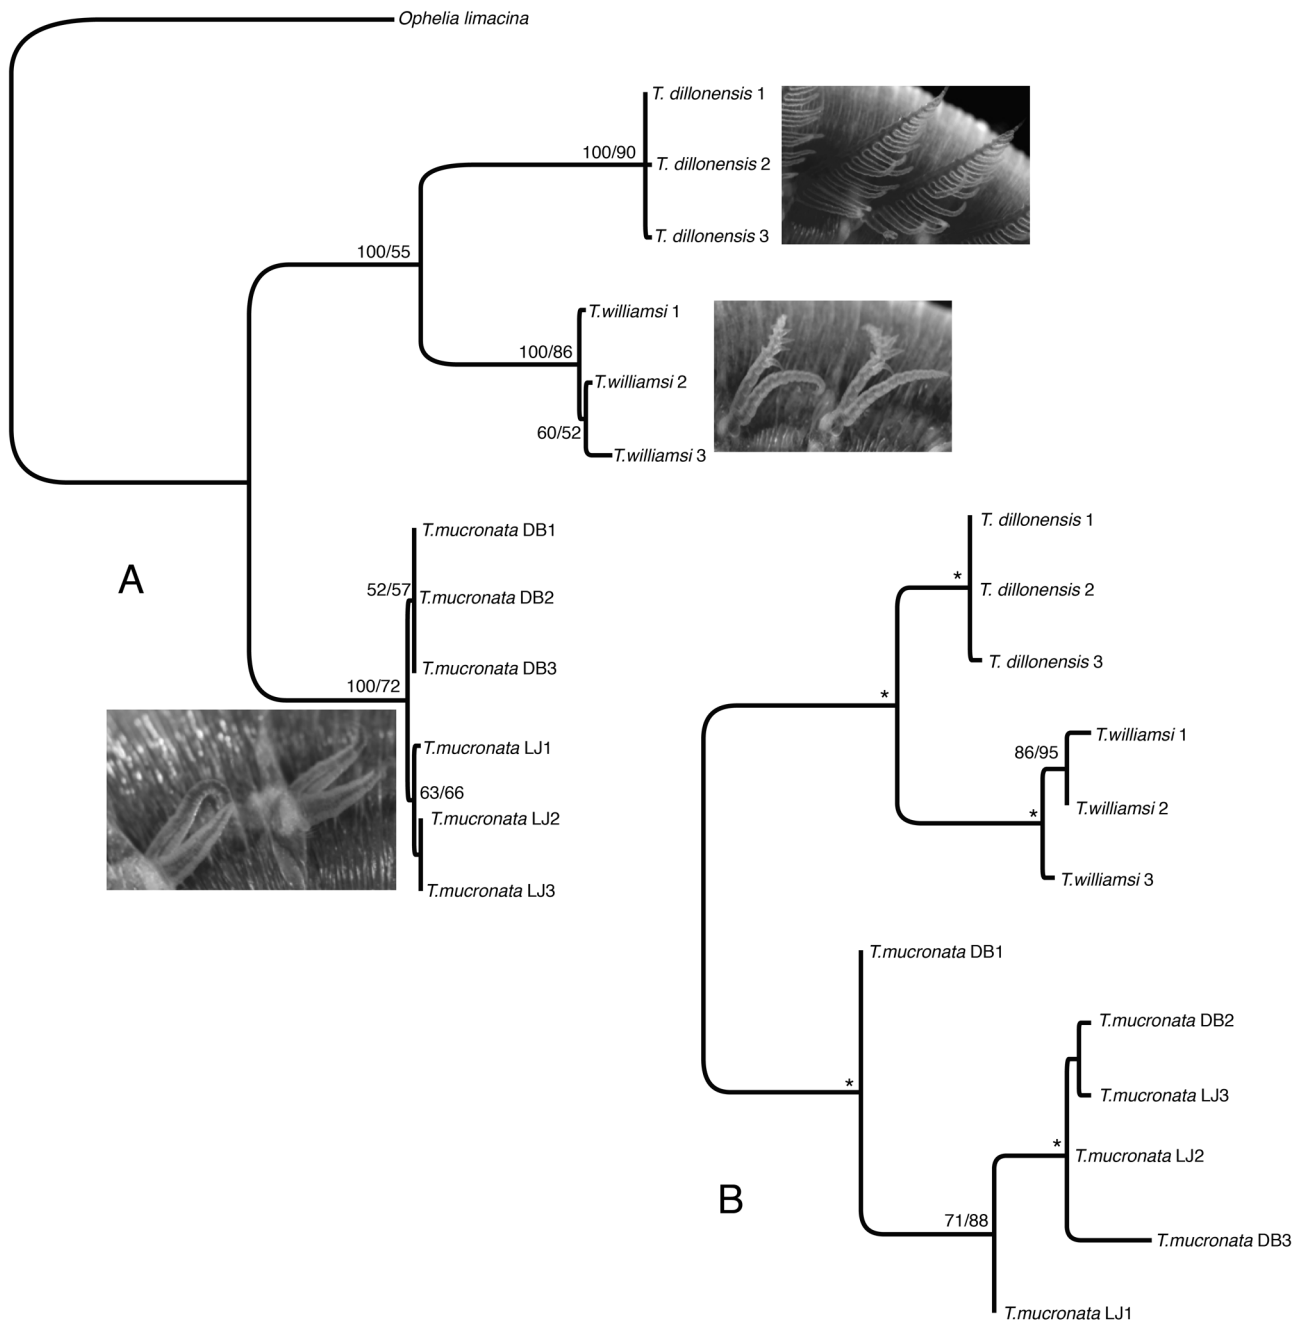 Ophelia limacina
T. dillonensis 1
100/90
T. dillonensis 2
T. dillonensis 3
100/55
T.williamsi 1
100/86
T.williamsi 2
60/52
T.williamsi 3
T.mucronata DB1
A
52/57
T.mucronata DB2
T.mucronata DB3
100/72
T.mucronata LJ1
63/66
T.mucronata LJ2
T.mucronata LJ3
T. dillonensis 1
*
T. dillonensis 2
T. dillonensis 3
*
T.williamsi 1
86/95
T.williamsi 2
*
T.williamsi 3
T.mucronata DB1
T.mucronata DB2
*
T.mucronata LJ3
*
T.mucronata LJ2
B
71/88
T.mucronata DB3
T.mucronata LJ1